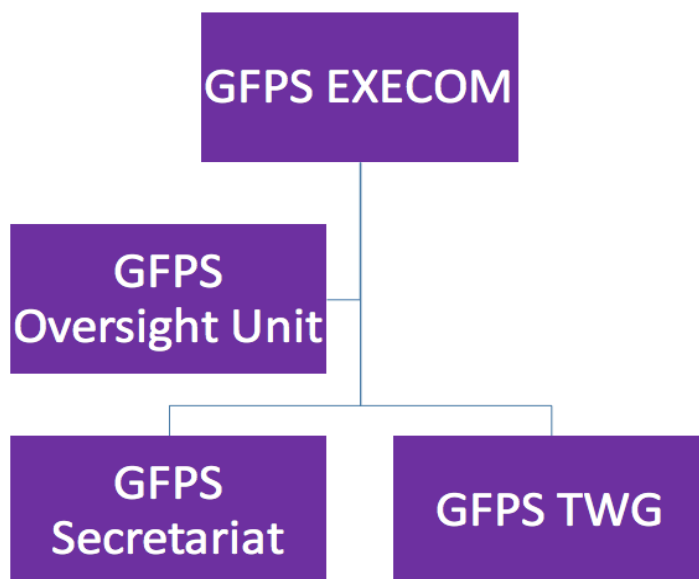 GFPS EXECOM
GFPS
Oversight Unit
GFPS
Secretariat
GFPS TWG